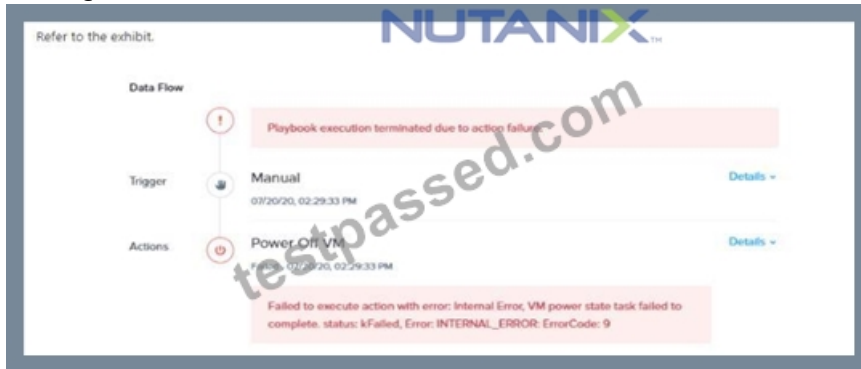 NUTANIX™
Refer to the exhibit.
Data Flow
Playbook execution terminated due to action failure.
Trigger
Manual
Details
07/20/20, 02:29:33 PM
Actions
Power Off VM
Details
Failed, 07/20/20, 02:29:33 PM
Failed to execute action with error: Internal Error, VM power state task failed to
complete. status: kFailed, Error: INTERNAL_ERROR: ErrorCode: 9
testpassed.com